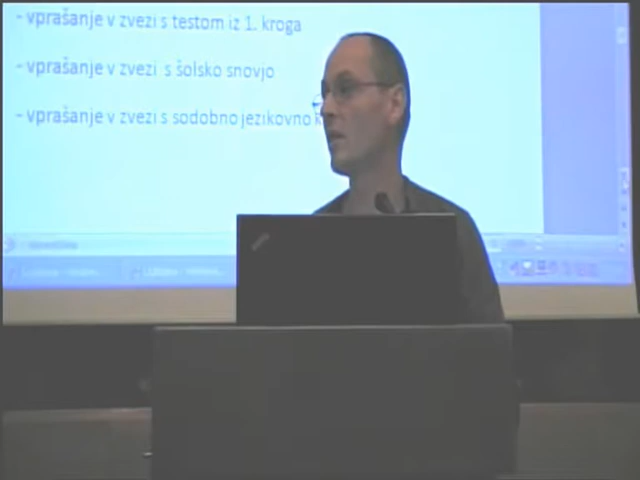 - vprašanje v zvezi s testom iz 1. kroga
- vprašanje v zvezi s šolsko snovjo
- vprašanje v zvezi s sodobno jezikovno